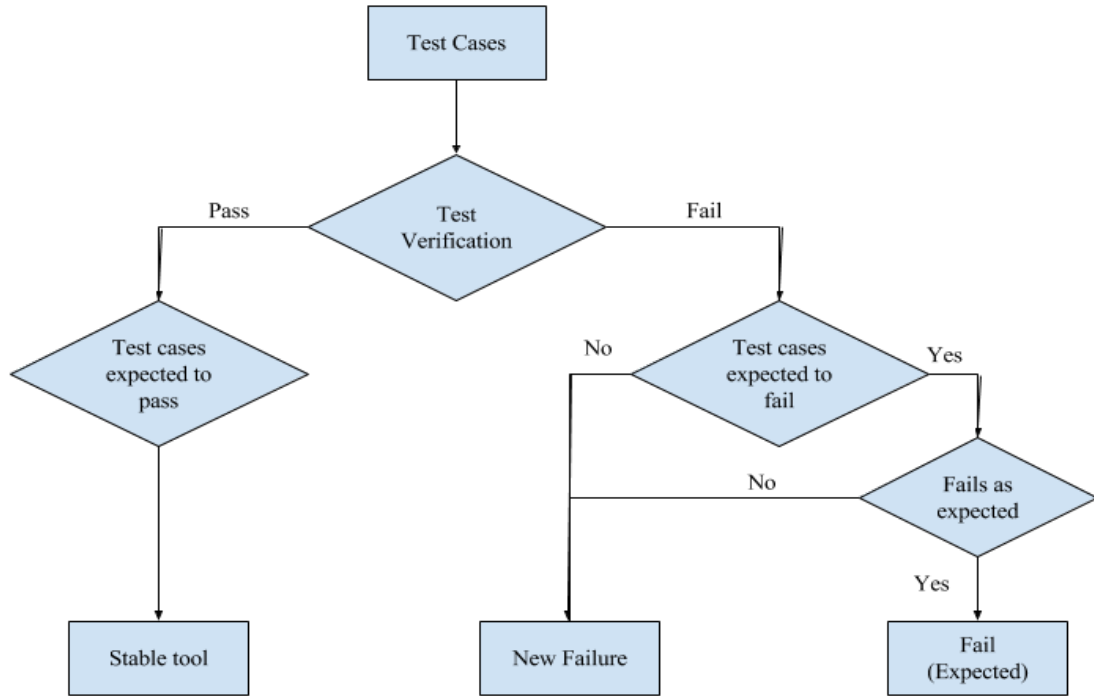 Test Cases
Pass
Test
Verification
Fail
Test cases
expected to
pass
No
Test cases
expected to
fail
Yes
No
Fails as
expected
Yes
Stable tool
New Failure
Fail
(Expected)